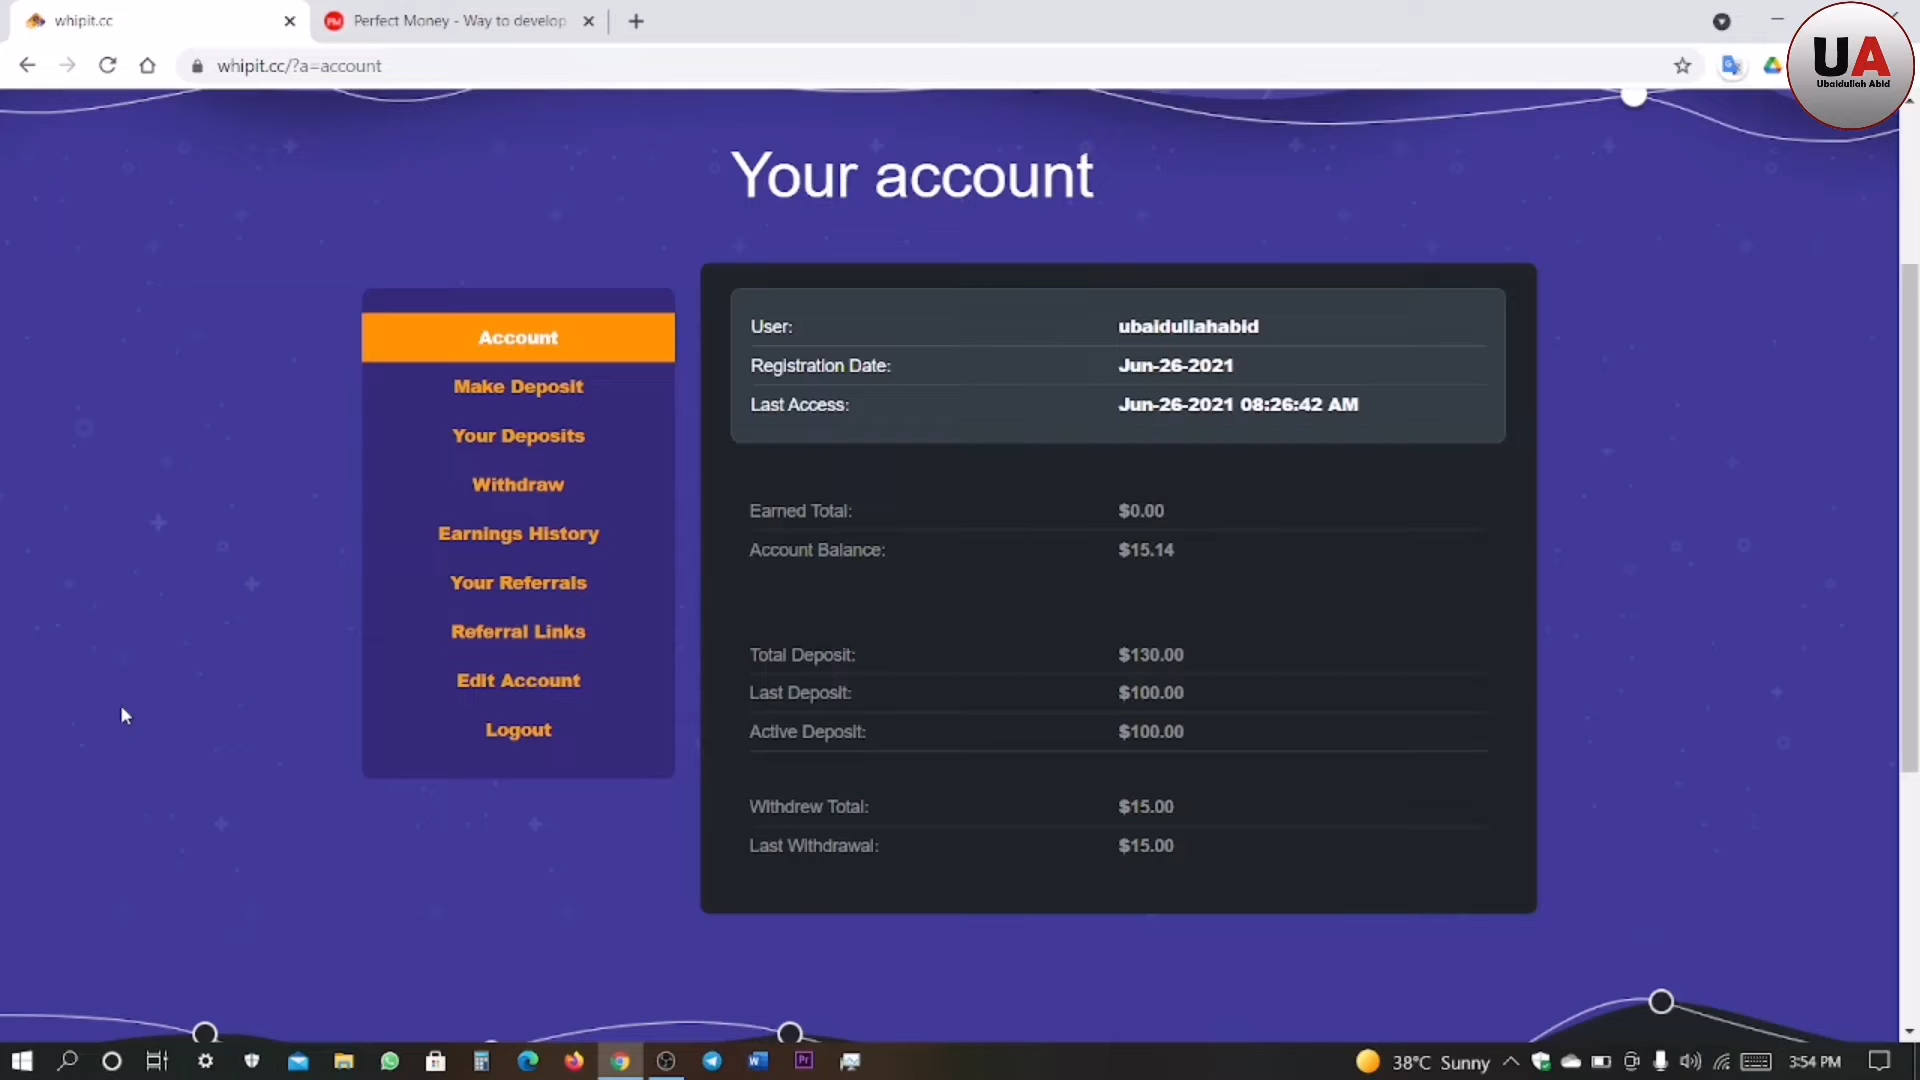 whipit.cc
Perfect Money - Way to develop
whipit.cc/?a=account
UA
Ubaidullah Abid
Your account
Account
Make Deposit
Your Deposits
Withdraw
Earnings History
Your Referrals
Referral Links
Edit Account
Logout
User: ubaidullahabid
Registration Date: Jun-26-2021
Last Access: Jun-26-2021 08:26:42 AM
Earned Total: $0.00
Account Balance: $15.14
Total Deposit: $130.00
Last Deposit: $100.00
Active Deposit: $100.00
Withdrew Total: $15.00
Last Withdrawal: $15.00
38°C Sunny
3:54 PM